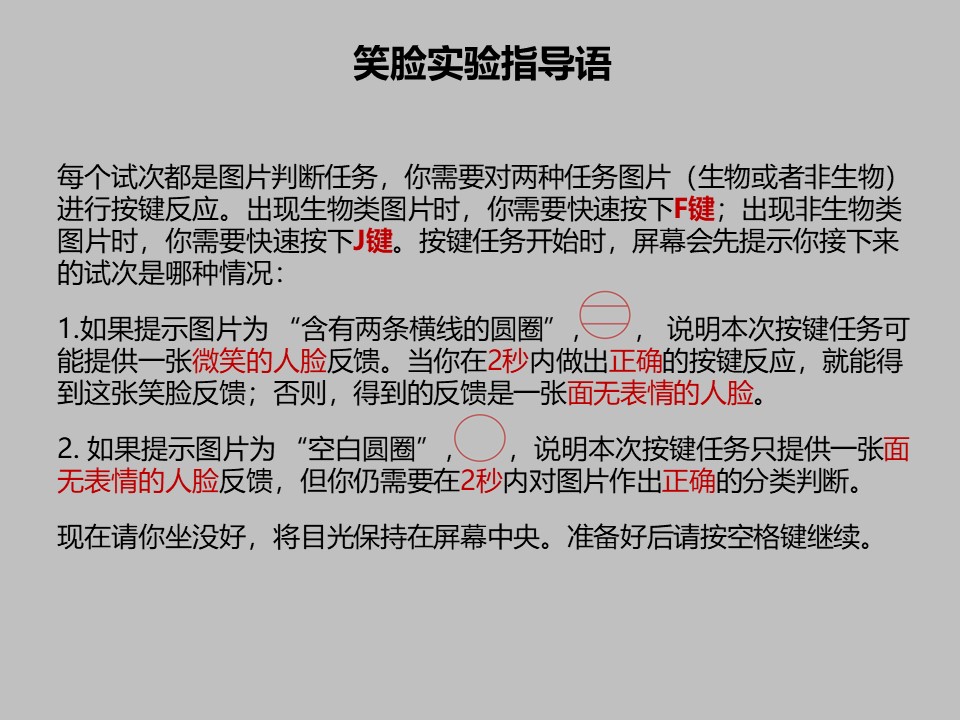 笑脸实验指导语
每个试次都是图片判断任务，你需要对两种任务图片（生物或者非生物）
进行按键反应。出现生物类图片时，你需要快速按下F键；出现非生物类
图片时，你需要快速按下J键。按键任务开始时，屏幕会先提示你接下来
的试次是哪种情况：
1.如果提示图片为 “含有两条横线的圆圈”， ， 说明本次按键任务可
能提供一张微笑的人脸反馈。当你在2秒内做出正确的按键反应，就能得
到这张笑脸反馈；否则，得到的反馈是一张面无表情的人脸。
2. 如果提示图片为 “空白圆圈”， ，说明本次按键任务只提供一张面
无表情的人脸反馈，但你仍需要在2秒内对图片作出正确的分类判断。
现在请你坐没好，将目光保持在屏幕中央。准备好后请按空格键继续。